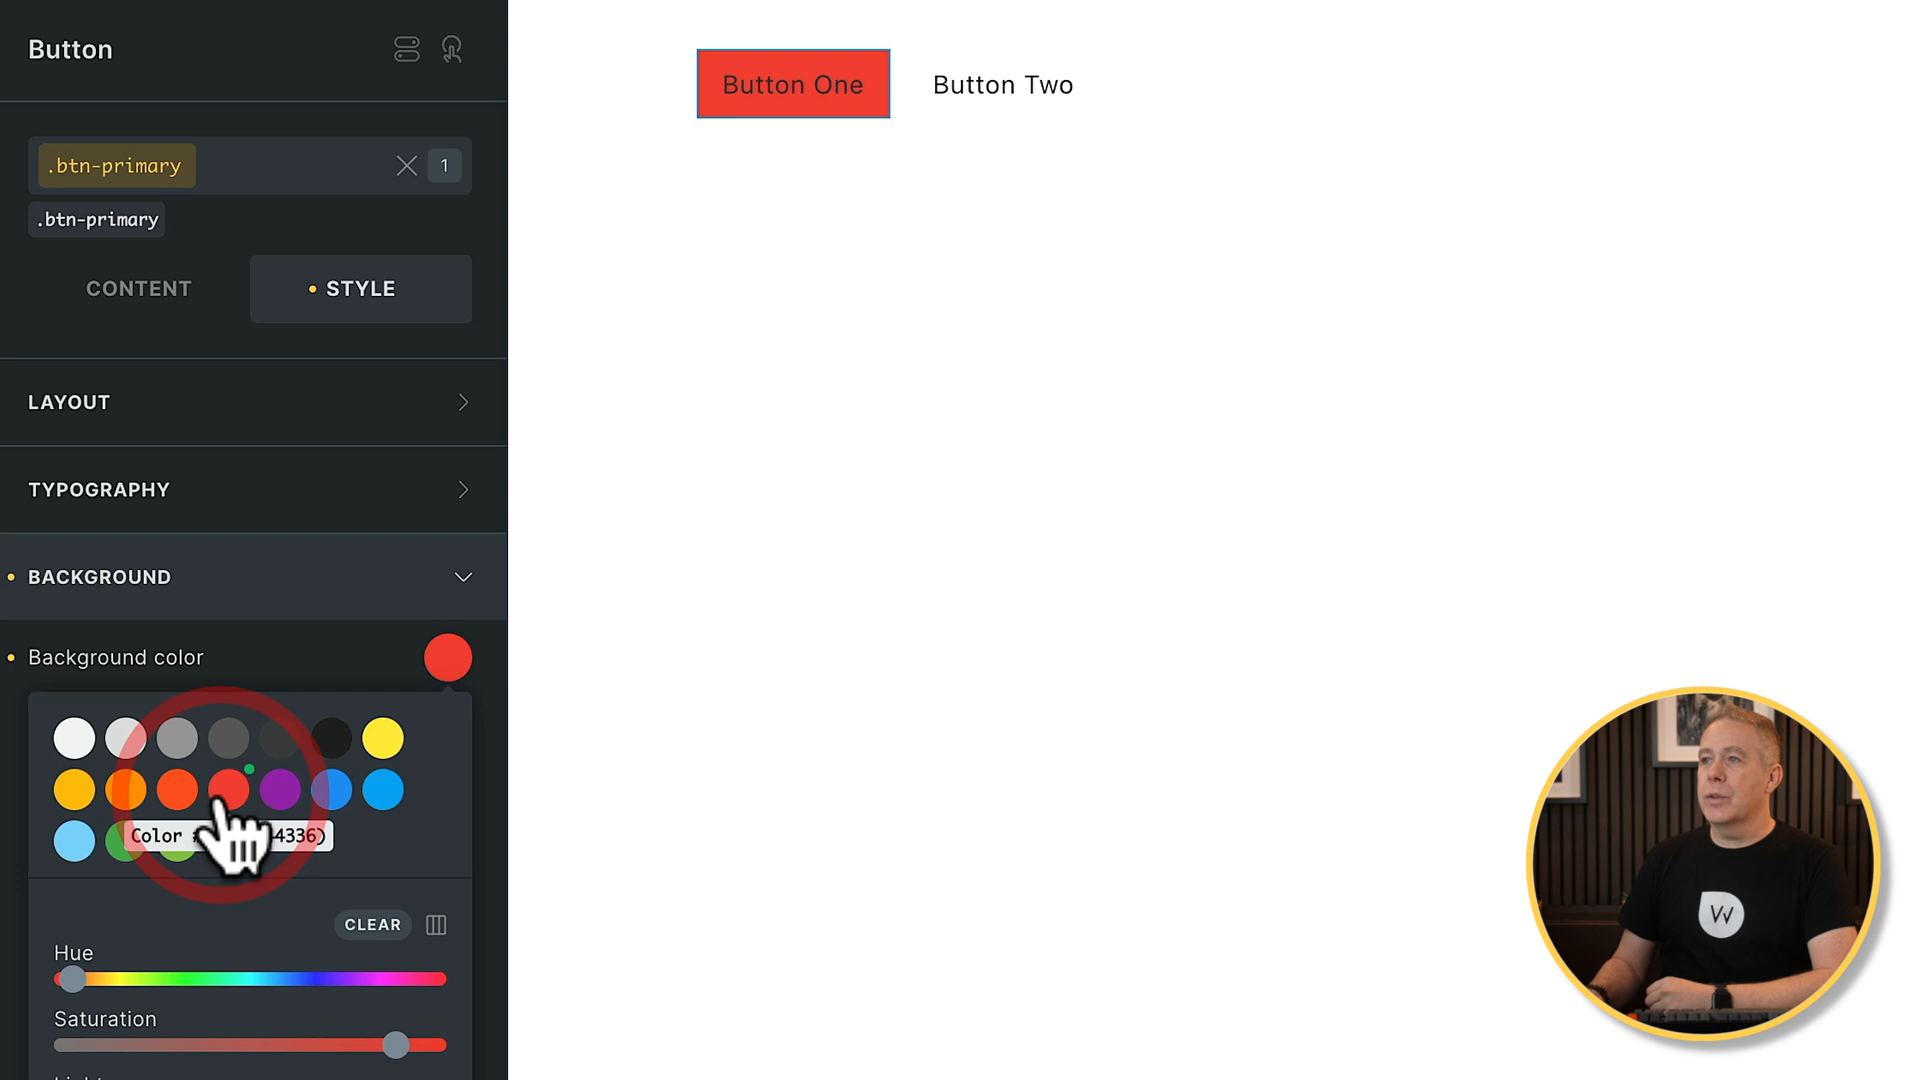 Button
.btn-primary
1
.btn-primary
CONTENT
STYLE
LAYOUT
TYPOGRAPHY
BACKGROUND
Background color
Color 4336)
CLEAR
Hue
Saturation
Button One
Button Two
W